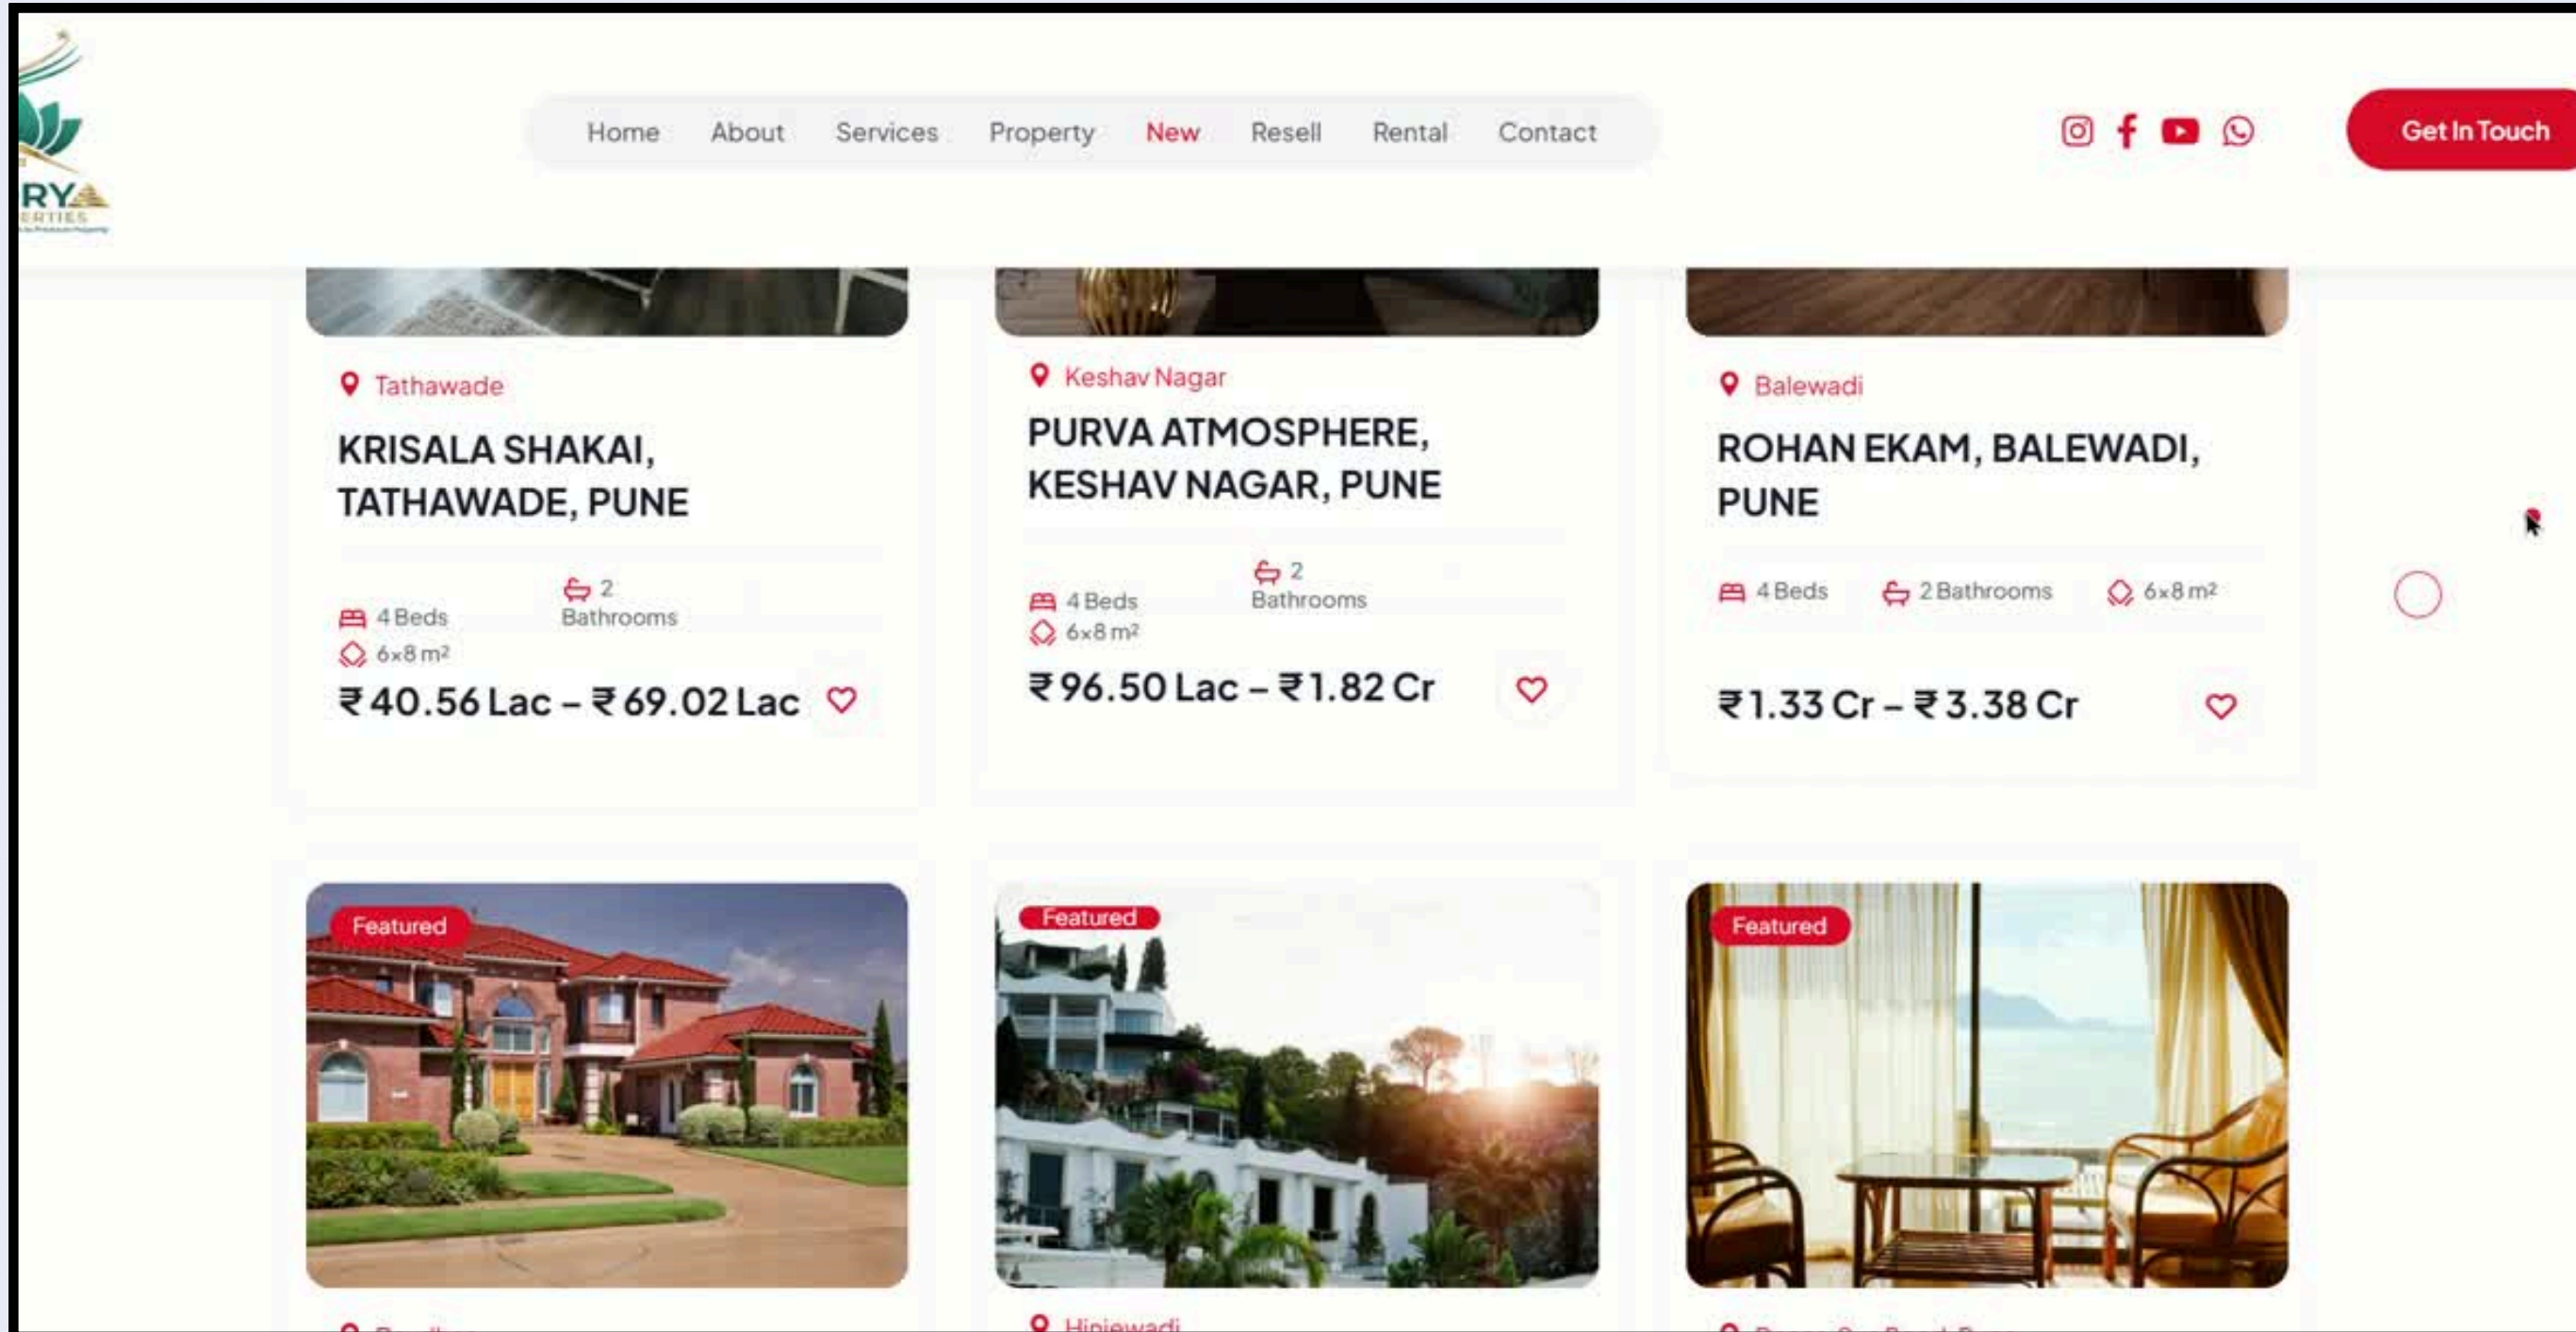 Home About Services Property New Resell Rental Contact
Get In Touch
RY
ERTIES
Tathawade
KRISALA SHAKAI,
TATHAWADE, PUNE
4 Beds
2
Bathrooms
6×8 m²
₹ 40.56 Lac – ₹ 69.02 Lac
Keshav Nagar
PURVA ATMOSPHERE,
KESHAV NAGAR, PUNE
4 Beds
2
Bathrooms
6×8 m²
₹ 96.50 Lac – ₹ 1.82 Cr
Balewadi
ROHAN EKAM, BALEWADI,
PUNE
4 Beds 2 Bathrooms 6×8 m²
₹ 1.33 Cr – ₹ 3.38 Cr
Featured
Featured
Featured
Hinjewadi